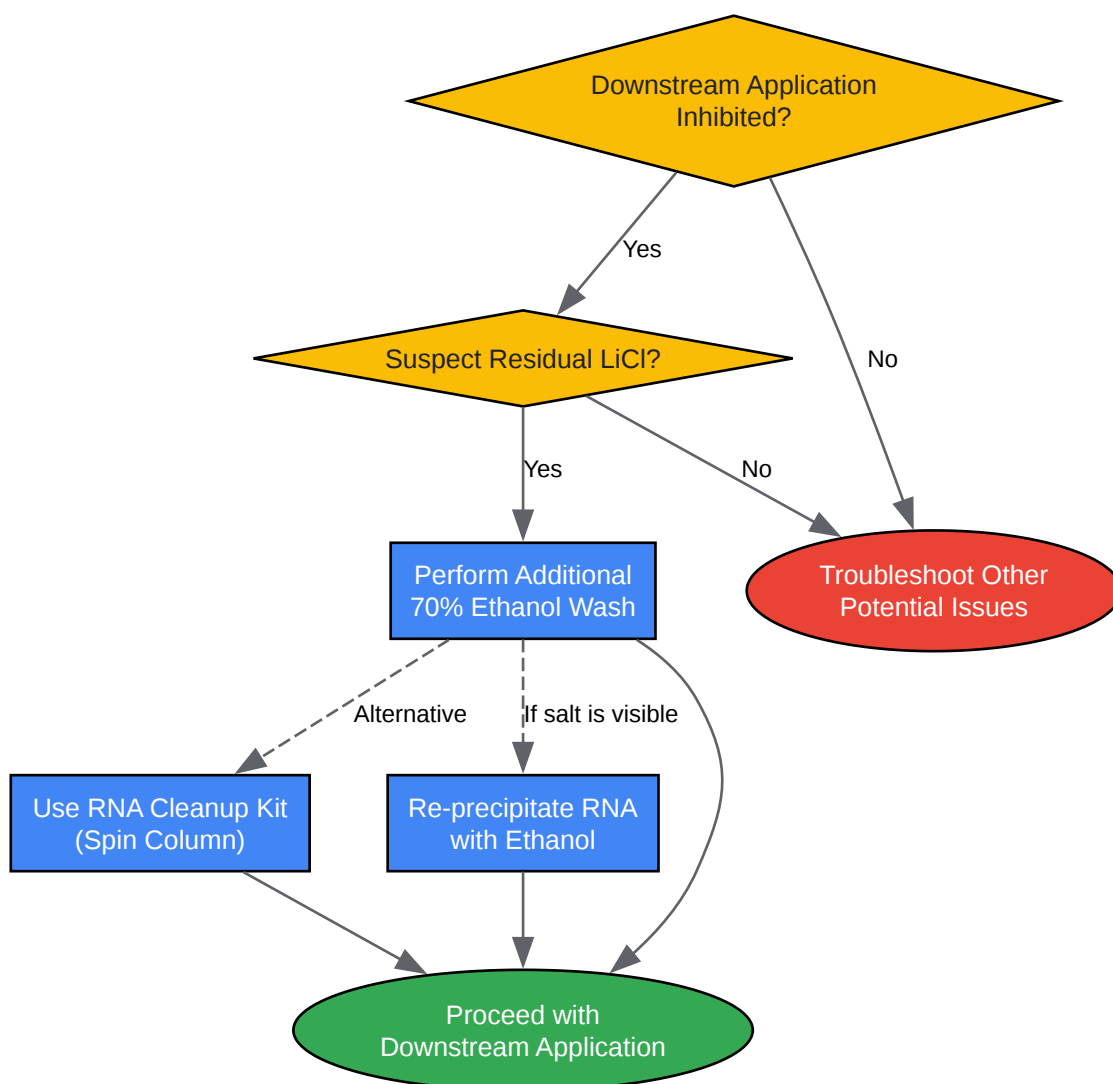 Downstream Application
Inhibited?
Yes
No
Suspect Residual LiCl?
Yes
No
Perform Additional
70% Ethanol Wash
Troubleshoot Other
Potential Issues
Alternative
If salt is visible
Use RNA Cleanup Kit
(Spin Column)
Re-precipitate RNA
with Ethanol
Proceed with
Downstream Application